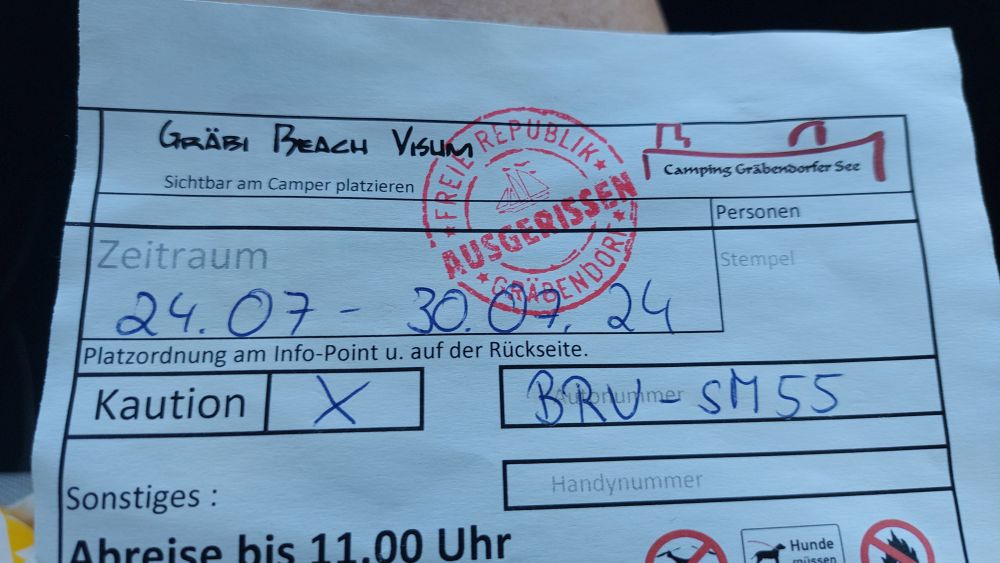 GRÄBI BEACH VISUM
Sichtbar am Camper platzieren
FREIE REPUBLIK
AUSGERISSEN
GRÄBENDORF
Camping Gräbendorfer See
Personen
Zeitraum
Stempel
24.07 - 30.07.24
Platzordnung am Info-Point u. auf der Rückseite.
Kaution X
Autonummer
BRV-SM55
Handynummer
Sonstiges :
Abreise bis 11.00 Uhr
Hunde
müssen